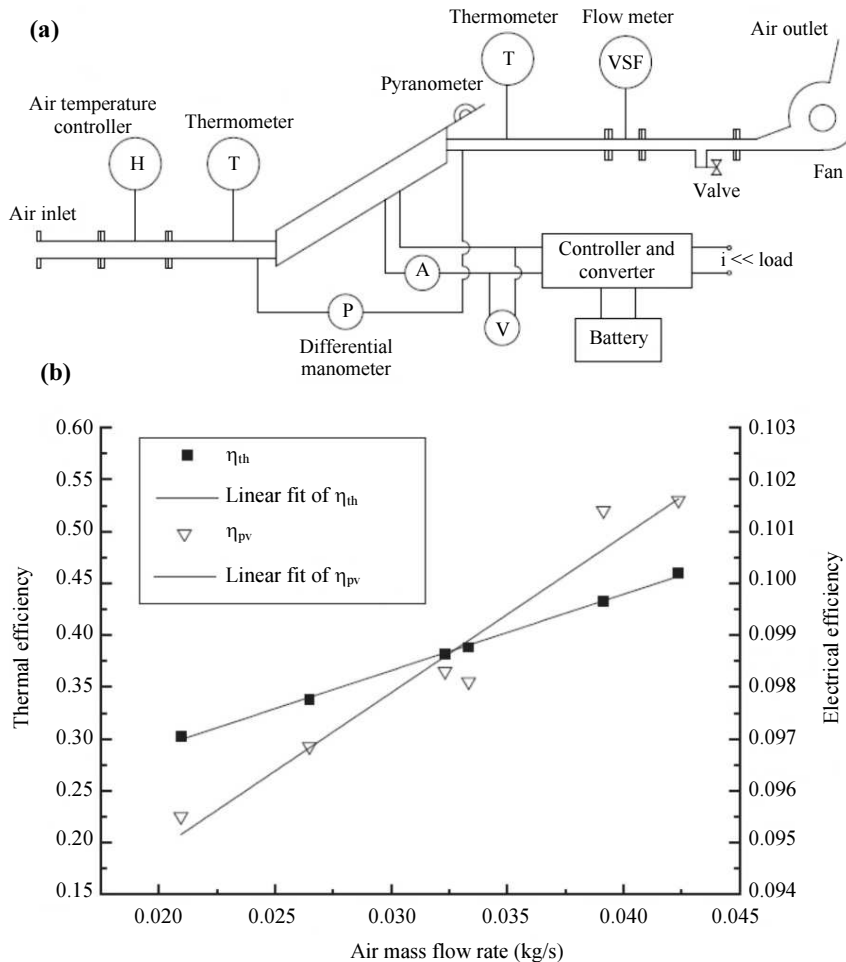 (a)
Thermometer
Flow meter
Air outlet
T
VSF
Pyranometer
Air temperature
controller
Thermometer
H
T
Valve
Fan
Air inlet
Controller and
converter
i << load
A
P
V
Battery
Differential
manometer
(b)
0.60
0.55
0.50
0.45
0.40
0.35
0.30
0.25
0.20
0.15
Thermal efficiency
ηth
Linear fit of ηth
ηpv
Linear fit of ηpv
0.103
0.102
0.101
0.100
0.099
0.098
0.097
0.096
0.095
0.094
Electrical efficiency
0.020
0.025
0.030
0.035
0.040
0.045
Air mass flow rate (kg/s)